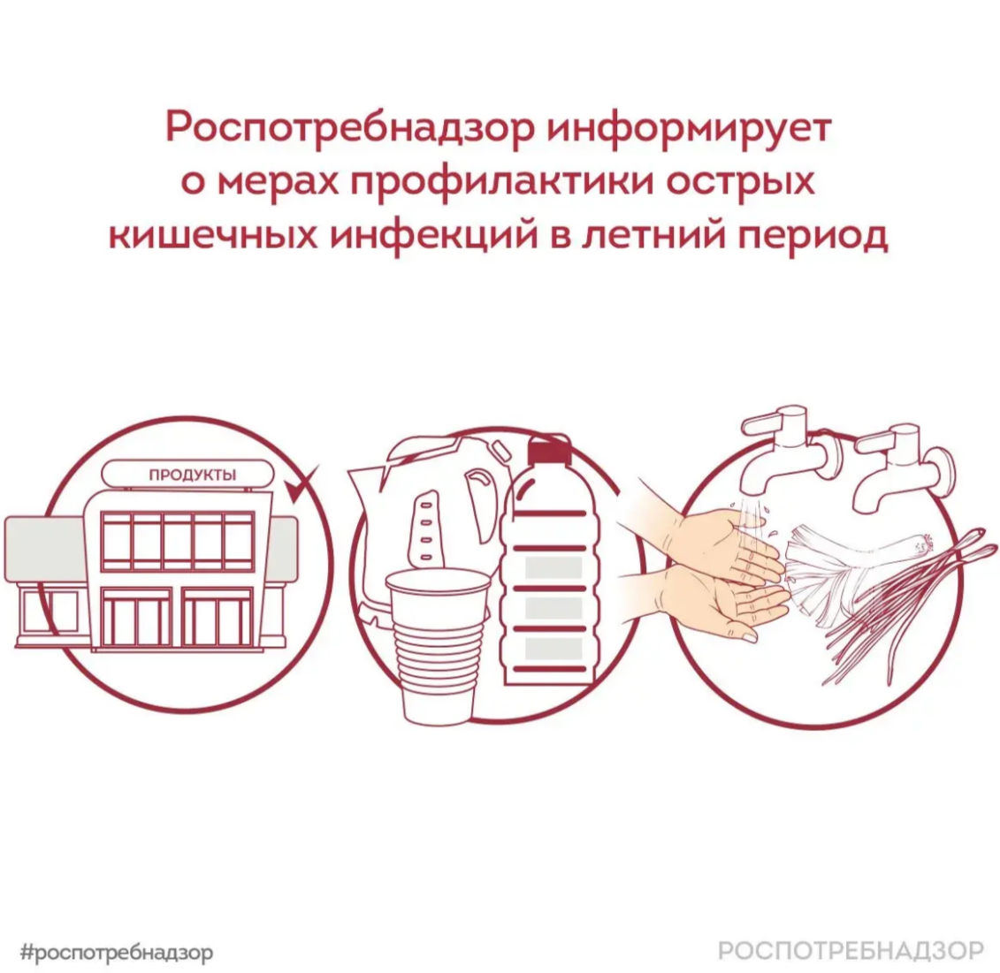 Роспотребнадзор информирует
о мерах профилактики острых
кишечных инфекций в летний период
ПРОДУКТЫ
#роспотребнадзор
РОСПОТРЕБНАДЗОР